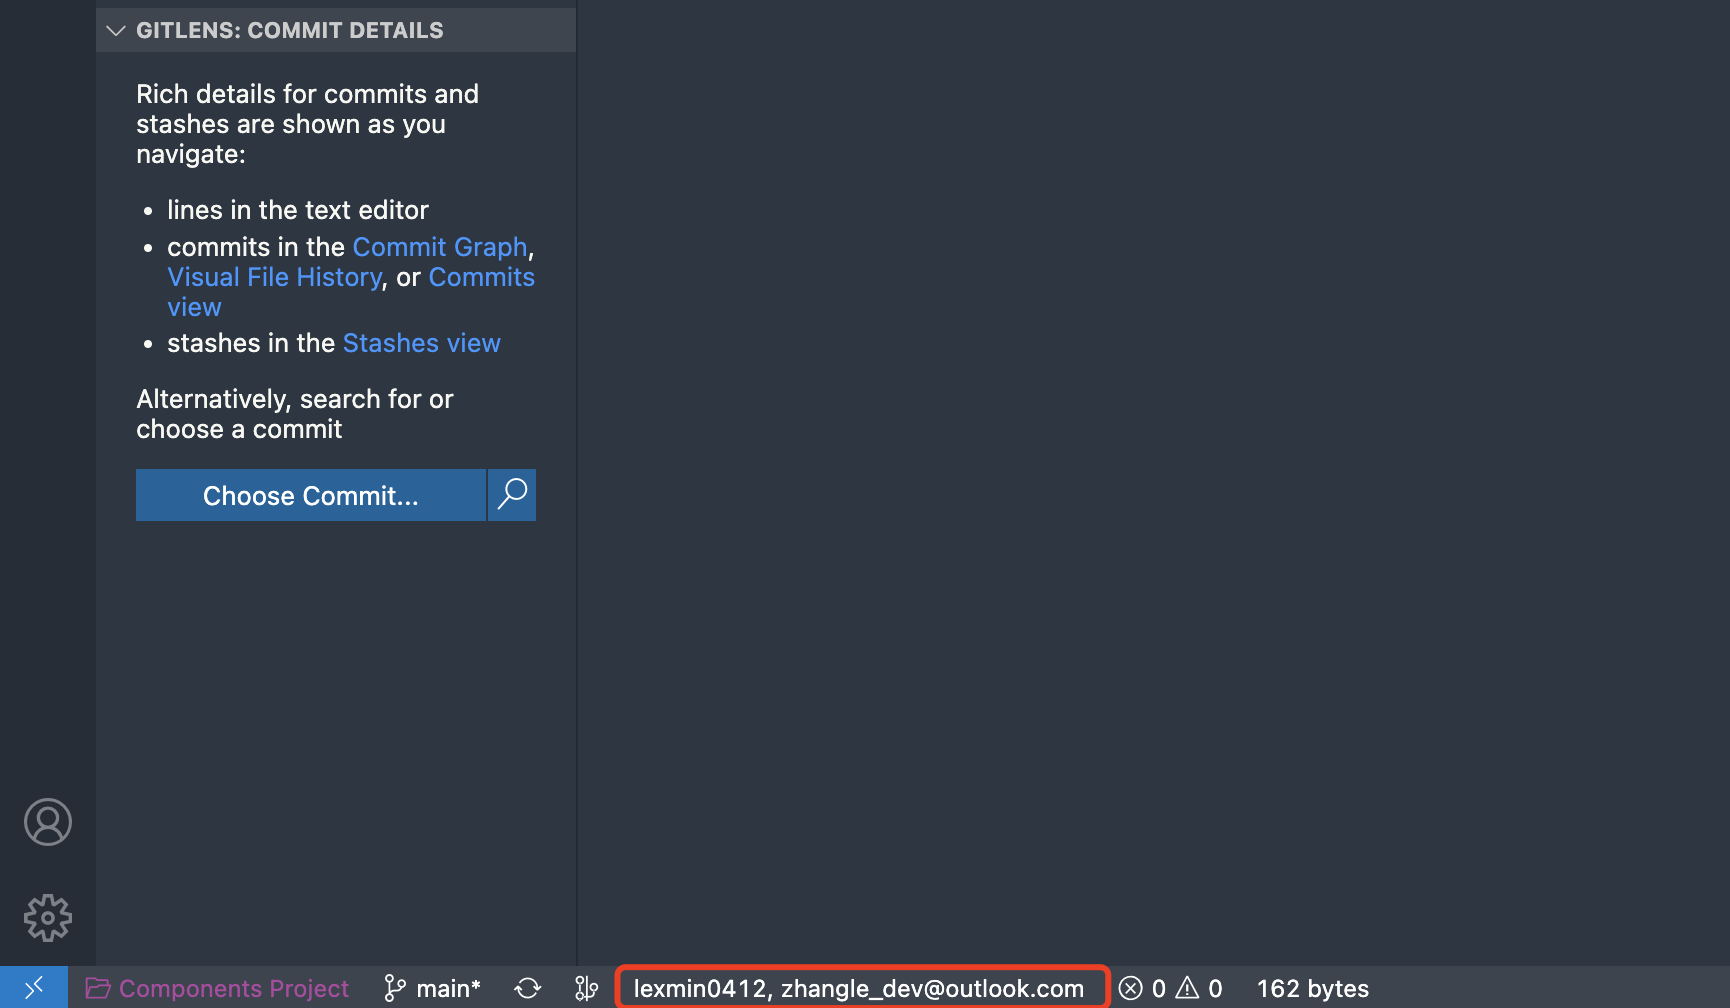 GITLENS: COMMIT DETAILS
Rich details for commits and
stashes are shown as you
navigate:
• lines in the text editor
• commits in the Commit Graph,
Visual File History, or Commits
view
• stashes in the Stashes view
Alternatively, search for or
choose a commit
Choose Commit...
Components Project main* lexmin0412, zhangle_dev@outlook.com 0 0 162 bytes